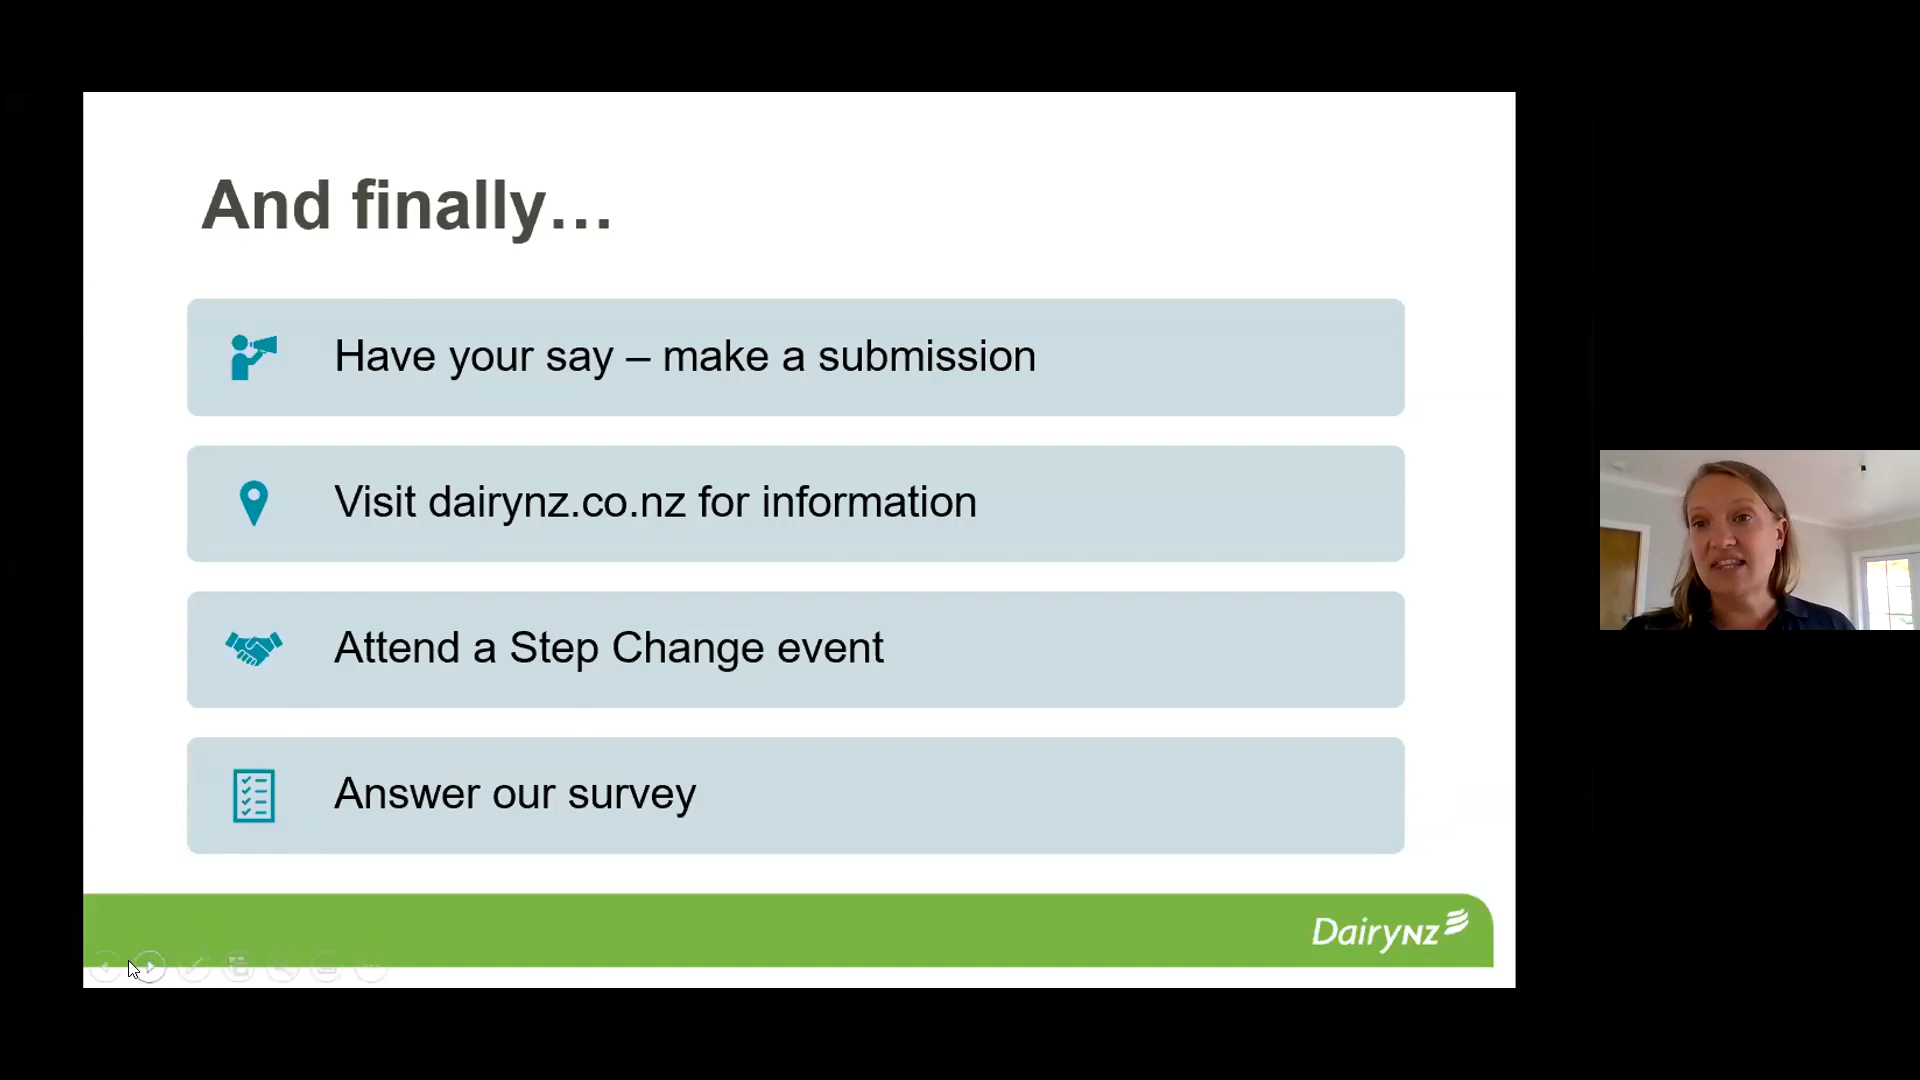 And finally…
Have your say – make a submission
Visit dairynz.co.nz for information
Attend a Step Change event
Answer our survey
DairyNZ